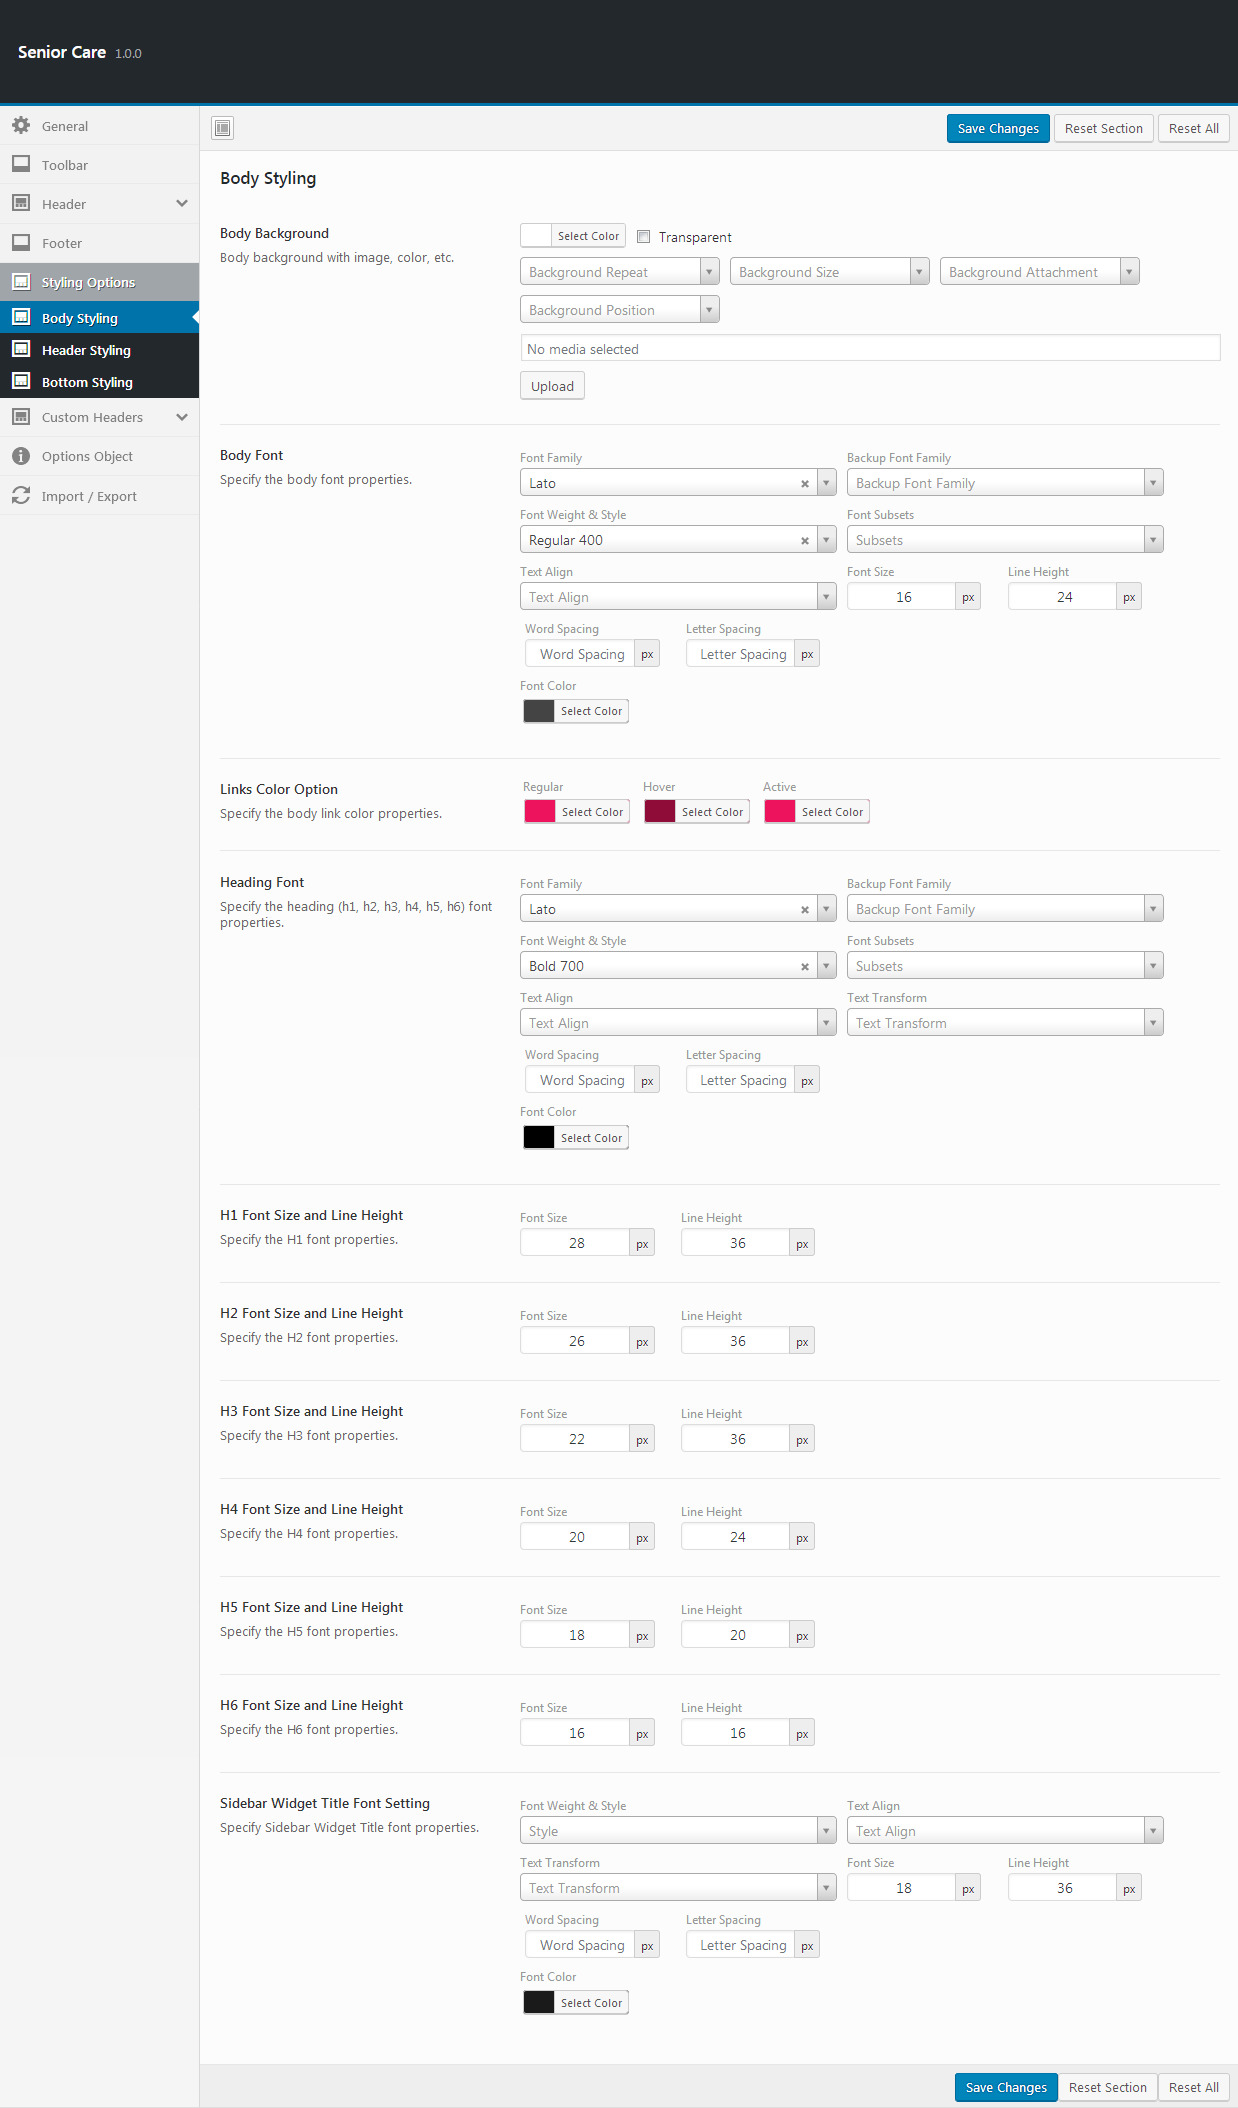 Senior Care 1.0.0
General
Toolbar
Header
Footer
Styling Options
Body Styling
Header Styling
Bottom Styling
Custom Headers
Options Object
Import / Export
Save Changes Reset Section Reset All
Body Styling
Body Background
Body background with image, color, etc.
Select Color Transparent
Background Repeat Background Size Background Attachment
Background Position
No media selected
Upload
Body Font
Specify the body font properties.
Font Family Backup Font Family
Lato Backup Font Family
Font Weight & Style Font Subsets
Regular 400 Subsets
Text Align Font Size Line Height
Text Align 16 px 24 px
Word Spacing Letter Spacing
Word Spacing px Letter Spacing px
Font Color
Select Color
Links Color Option
Specify the body link color properties.
Regular Hover Active
Select Color Select Color Select Color
Heading Font
Specify the heading (h1, h2, h3, h4, h5, h6) font
properties.
Font Family Backup Font Family
Lato Backup Font Family
Font Weight & Style Font Subsets
Bold 700 Subsets
Text Align Text Transform
Text Align Text Transform
Word Spacing Letter Spacing
Word Spacing px Letter Spacing px
Font Color
Select Color
H1 Font Size and Line Height
Specify the H1 font properties.
Font Size Line Height
28 px 36 px
H2 Font Size and Line Height
Specify the H2 font properties.
Font Size Line Height
26 px 36 px
H3 Font Size and Line Height
Specify the H3 font properties.
Font Size Line Height
22 px 36 px
H4 Font Size and Line Height
Specify the H4 font properties.
Font Size Line Height
20 px 24 px
H5 Font Size and Line Height
Specify the H5 font properties.
Font Size Line Height
18 px 20 px
H6 Font Size and Line Height
Specify the H6 font properties.
Font Size Line Height
16 px 16 px
Sidebar Widget Title Font Setting
Specify Sidebar Widget Title font properties.
Font Weight & Style Text Align
Style Text Align
Text Transform Font Size Line Height
Text Transform 18 px 36 px
Word Spacing Letter Spacing
Word Spacing px Letter Spacing px
Font Color
Select Color
Save Changes Reset Section Reset All